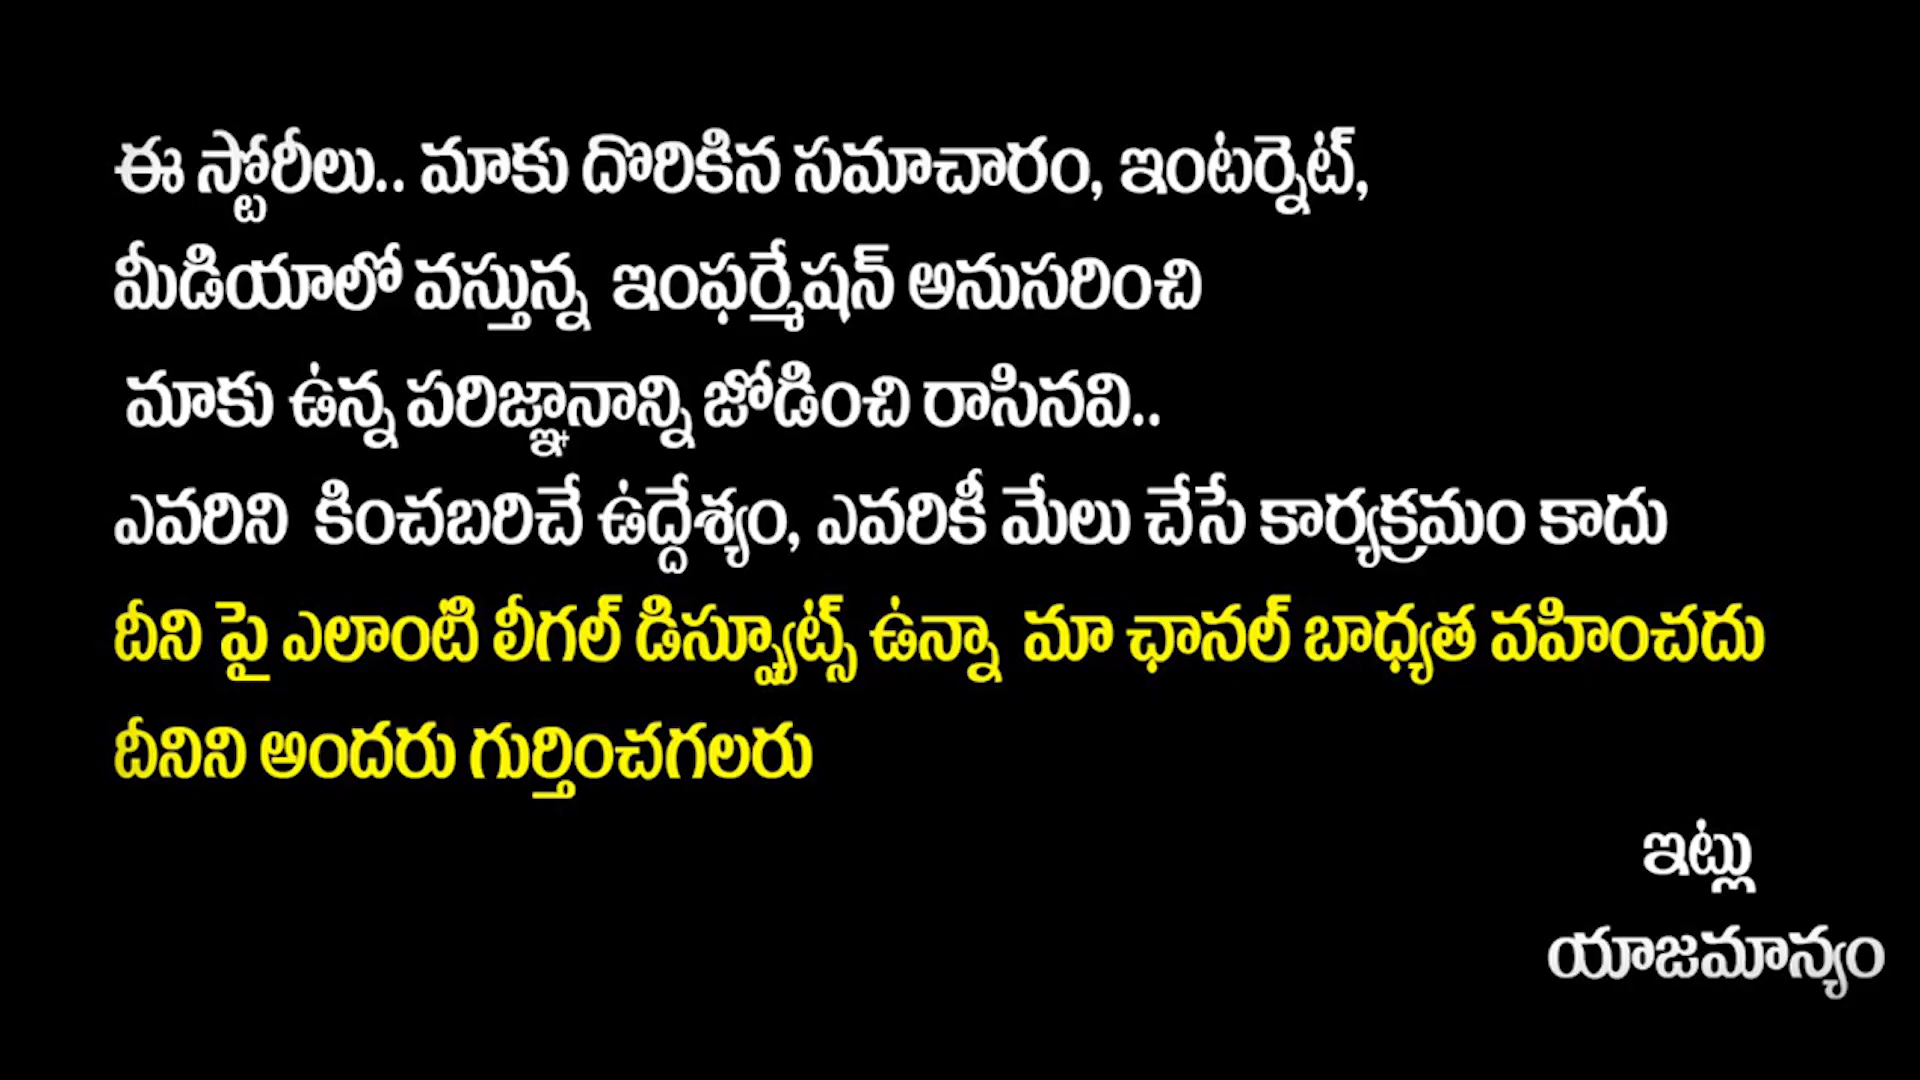 ఈ స్టోరీలు.. మాకు దొరికిన సమాచారం, ఇంటర్నెట్,
మీడియాలో వస్తున్న ఇంఫర్మేషన్ అనుసరించి
మాకు ఉన్న పరిజ్ఞానాన్ని జోడించి రాసినవి..
ఎవరిని కించబరిచే ఉద్దేశ్యం, ఎవరికీ మేలు చేసే కార్యక్రమం కాదు
దీని పై ఎలాంటి లీగల్ డిస్ప్యూట్స్ ఉన్నా మా ఛానల్ బాధ్యత వహించదు
దీనిని అందరు గుర్తించగలరు
ఇట్లు
యాజమాన్యం